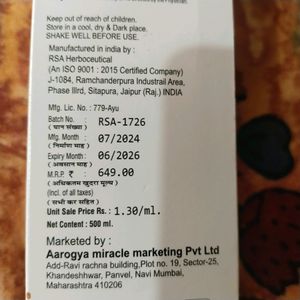 Keep out of reach of children.
Store in a cool, dry & Dark place.
SHAKE WELL BEFORE USE.
Manufactured in india by :
RSA Herboceutical
(An ISO 9001 : 2015 Certified Company)
J-1084, Ramchanderpura Industrail Area,
Phase IIIrd, Sitapura, Jaipur (Raj.) INDIA
Mfg. Lic. No. : 779-Ayu
Batch No. : RSA-1726
(घान संख्या)
Mfg. Month : 07/2024
(निर्माण माह)
Expiry Month : 06/2026
(अवसान माह)
M.R.P. ₹ : 649.00
(अधिकतम खुदरा मूल्य)
(Incl. of all taxes)
(सभी कर सहित)
Unit Sale Price Rs. : 1.30/ml.
Net Content : 500 ml.
Marketed by :
Aarogya miracle marketing Pvt Ltd
Add-Ravi rachna building,Plot no. 19, Sector-25,
Khandeshhwar, Panvel, Navi Mumbai,
Maharashtra 410206